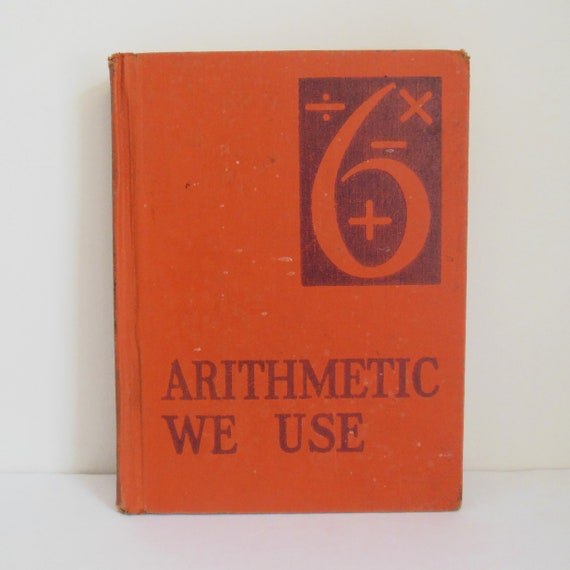 ÷ 6 ×
−
+
ARITHMETIC
WE USE